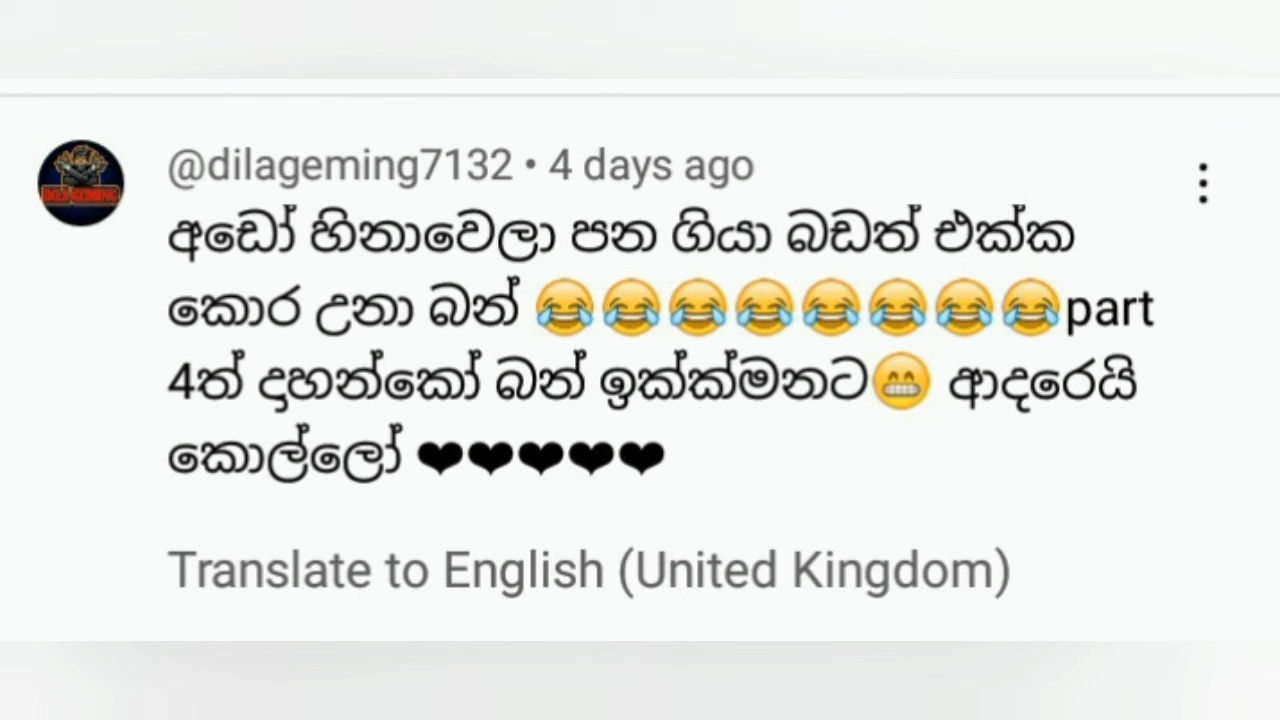 @dilageming7132 • 4 days ago
අඩෝ හිනාවෙලා පන ගියා බඩත් එක්ක
කොර උනා බන් 😂😂😂😂😂😂😂😂part
4ත් දාහන්කෝ බන් ඉක්ක්මනට😁 ආදරෙයි
කොල්ලෝ ❤❤❤❤❤
Translate to English (United Kingdom)